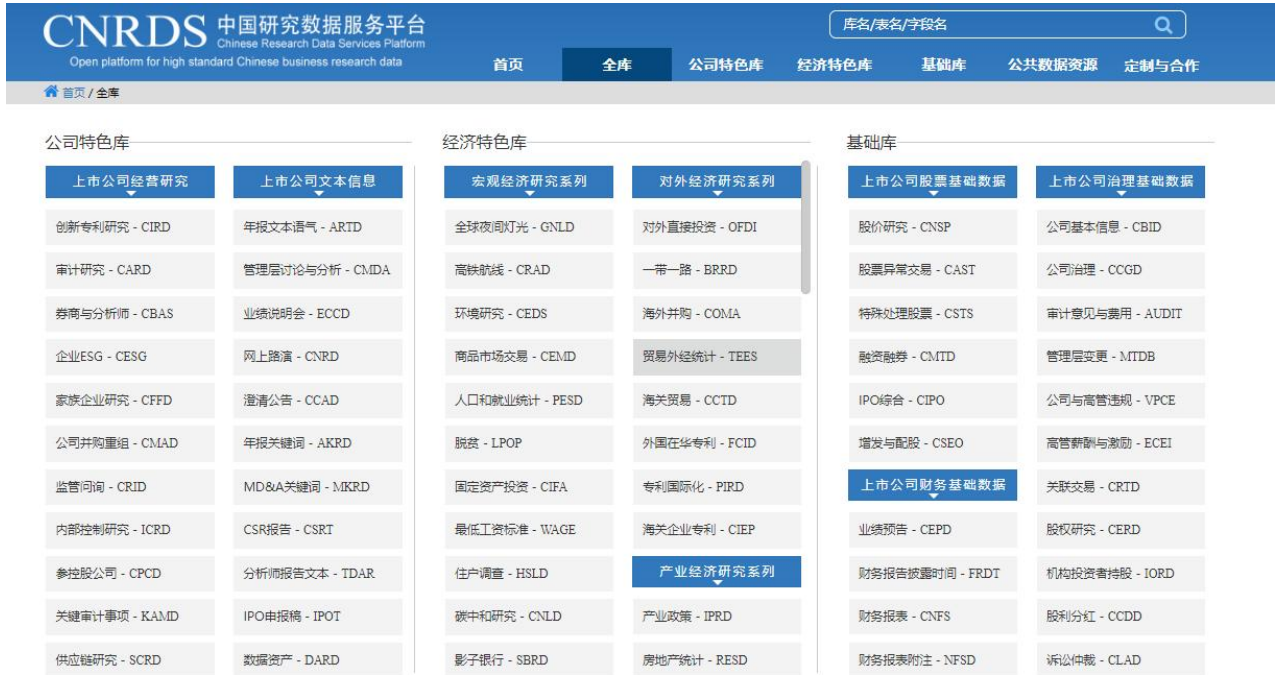 CNRDS 中国研究数据服务平台
Chinese Research Data Services Platform
Open platform for high standard Chinese business research data
库名/表名/字段名
首页 全库 公司特色库 经济特色库 基础库 公共数据资源 定制与合作
首页 / 全库
公司特色库
上市公司经营研究
创新专利研究 - CIRD
审计研究 - CARD
券商与分析师 - CBAS
企业ESG - CESG
家族企业研究 - CFFD
公司并购重组 - CMAD
监管问询 - CRID
内部控制研究 - ICRD
参控股公司 - CPCD
关键审计事项 - KAMD
供应链研究 - SCRD
上市公司文本信息
年报文本语气 - ARTD
管理层讨论与分析 - CMDA
业绩说明会 - ECCD
网上路演 - CNRD
澄清公告 - CCAD
年报关键词 - AKRD
MD&A关键词 - MKRD
CSR报告 - CSRT
分析师报告文本 - TDAR
IPO申报稿 - IPOT
数据资产 - DARD
经济特色库
宏观经济研究系列
全球夜间灯光 - GNLD
高铁航线 - CRAD
环境研究 - CEDS
商品市场交易 - CEMD
人口和就业统计 - PESD
脱贫 - LPOP
固定资产投资 - CIFA
最低工资标准 - WAGE
住户调查 - HSLD
碳中和研究 - CNLD
影子银行 - SBRD
对外经济研究系列
对外直接投资 - OFDI
一带一路 - BRRD
海外并购 - COMA
贸易外经统计 - TEES
海关贸易 - CCTD
外国在华专利 - FCID
专利国际化 - PIRD
海关企业专利 - CIEP
产业经济研究系列
产业政策 - IPRD
房地产统计 - RESD
基础库
上市公司股票基础数据
股价研究 - CNSP
股票异常交易 - CAST
特殊处理股票 - CSTS
融资融券 - CMTD
IPO综合 - CIPO
增发与配股 - CSEO
上市公司财务基础数据
业绩预告 - CEPD
财务报告披露时间 - FRDT
财务报表 - CNFS
财务报表附注 - NFSD
上市公司治理基础数据
公司基本信息 - CBID
公司治理 - CCGD
审计意见与费用 - AUDIT
管理层变更 - MTDB
公司与高管违规 - VPCE
高管薪酬与激励 - ECEI
关联交易 - CRTD
股权研究 - CERD
机构投资者持股 - IORD
股利分红 - CCDD
诉讼仲裁 - CLAD